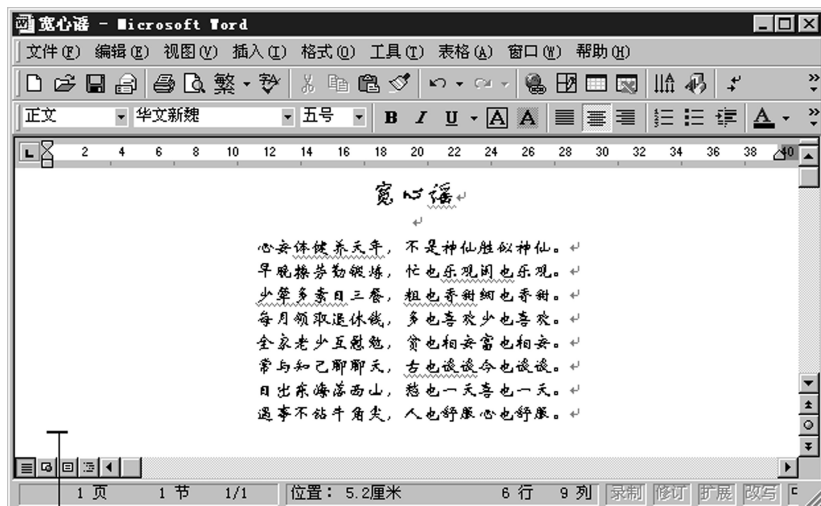 宽心谣 - Microsoft Word
文件(F) 编辑(E) 视图(V) 插入(I) 格式(O) 工具(T) 表格(A) 窗口(W) 帮助(H)
繁
正文 华文新魏 五号 B I U A A A
L 2 4 6 8 10 12 14 16 18 20 22 24 26 28 30 32 34 36 38 40
宽心谣
心安体健养天年，不是神仙胜似神仙。
早晚操劳勤锻炼，忙也乐观闲也乐观。
少荤多素日三餐，粗也香甜细也香甜。
每月领取退休钱，多也喜欢少也喜欢。
全家老少互慰勉，贫也相安富也相安。
常与知己聊聊天，古也谈谈今也谈谈。
日出东海落西山，愁也一天喜也一天。
遇事不钻牛角尖，人也舒服心也舒服。
1 页 1 节 1/1 位置： 5.2厘米 6 行 9 列 录制 修订 扩展 改写